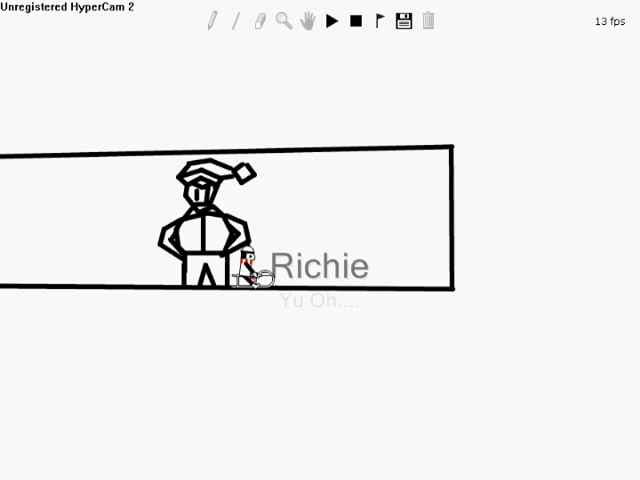 Unregistered HyperCam 2
13 fps
Richie
Yu Oh....